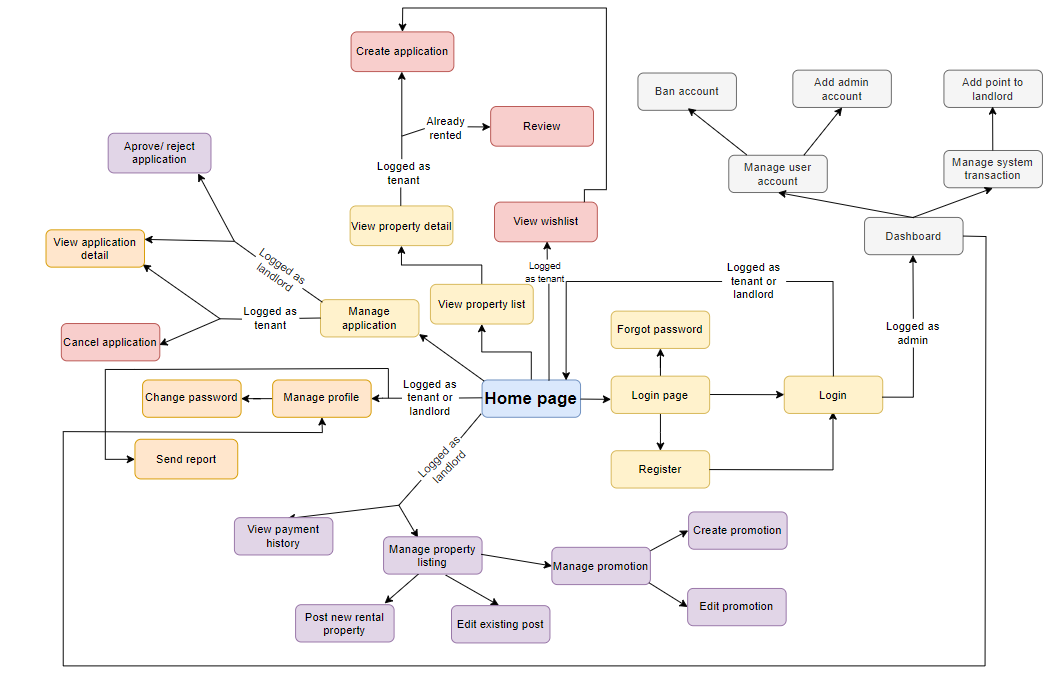 Create application
Ban account
Add admin
account
Add point to
landlord
Already
rented
Review
Aprove/ reject
application
Logged as
tenant
Manage user
account
Manage system
transaction
View property detail
View wishlist
Dashboard
View application
detail
Logged as
landlord
Logged
as tenant
Logged as
tenant or
landlord
View property list
Manage
application
Logged as
tenant
Forgot password
Logged as
admin
Cancel application
Change password
Manage profile
Logged as
tenant or
landlord
Home page
Login page
Login
Send report
Logged as
landlord
Register
View payment
history
Manage property
listing
Create promotion
Manage promotion
Post new rental
property
Edit existing post
Edit promotion